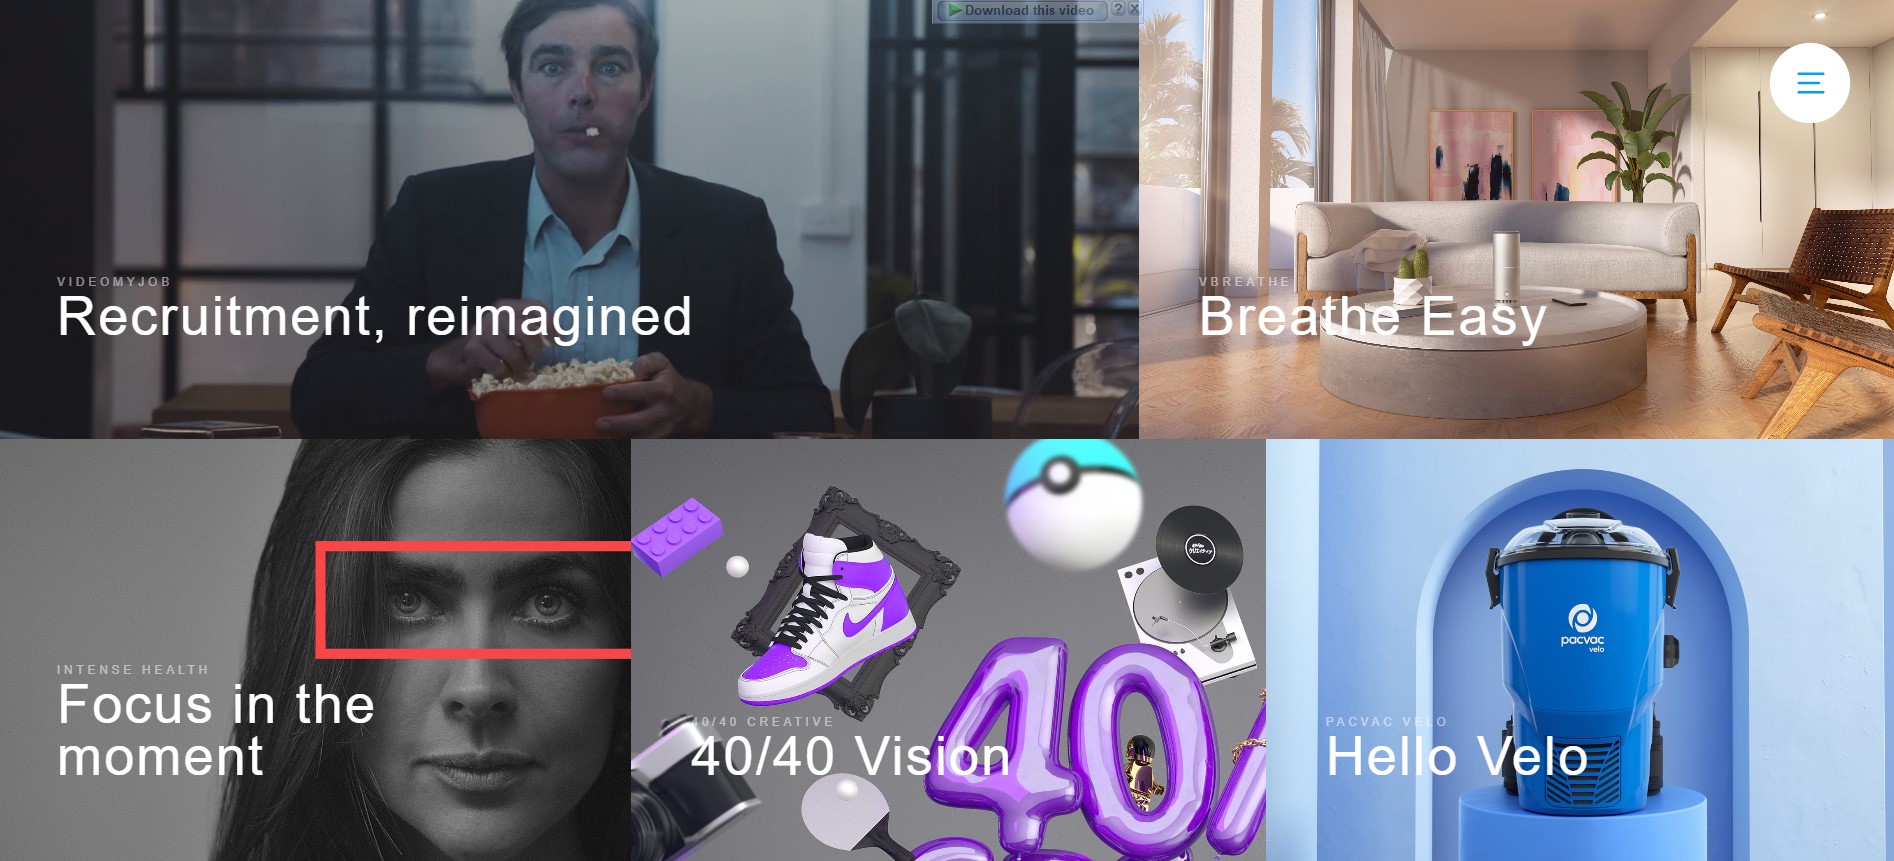 Download this video ? X
VIDEOMYJOB
Recruitment, reimagined
VBREATHE
Breathe Easy
INTENSE HEALTH
Focus in the
moment
40/40 CREATIVE
40/40 Vision
40/
pacvac
velo
PACVAC VELO
Hello Velo